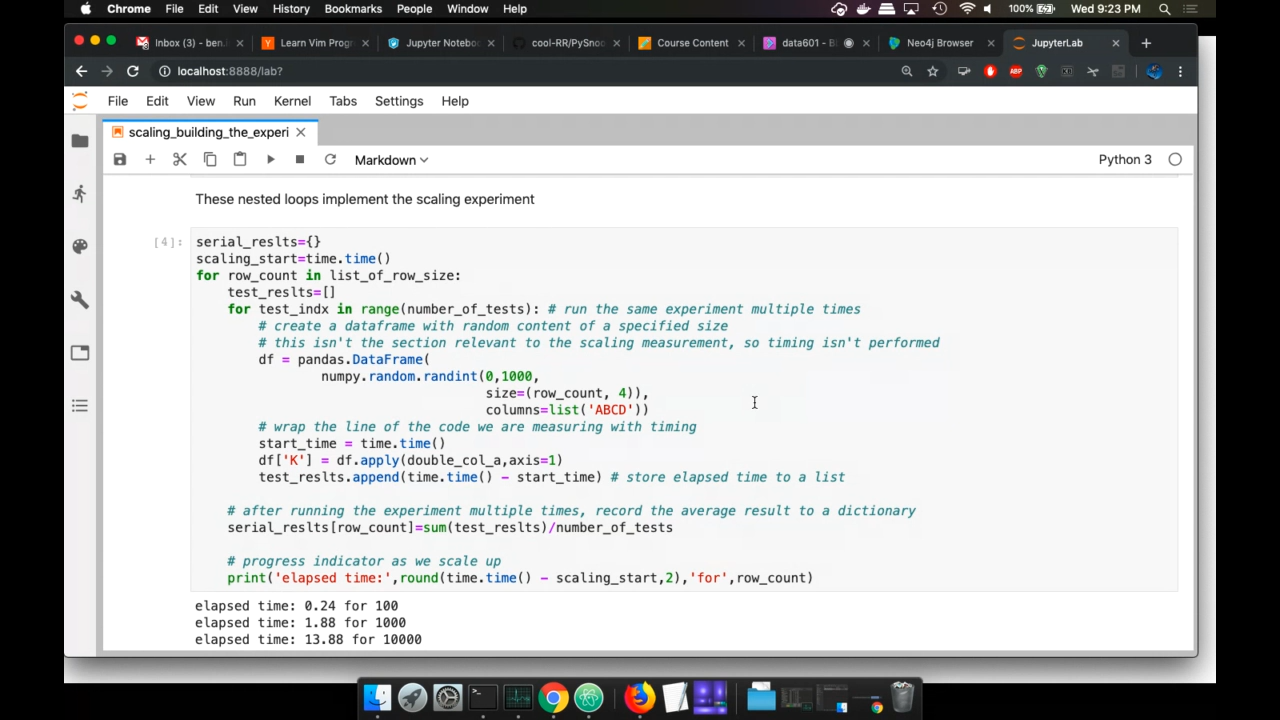 Chrome File Edit View History Bookmarks People Window Help 100% Wed 9:23 PM
Inbox (3) - ben. Learn Vim Prog Jupyter Notebo cool-RR/PySnoo Course Content data601 - B Neo4j Browser JupyterLab
localhost:8888/lab?
File Edit View Run Kernel Tabs Settings Help
scaling_building_the_experi
Markdown Python 3
These nested loops implement the scaling experiment
[4]:
serial_reslts={}
scaling_start=time.time()
for row_count in list_of_row_size:
    test_reslts=[]
    for test_indx in range(number_of_tests): # run the same experiment multiple times
        # create a dataframe with random content of a specified size
        # this isn't the section relevant to the scaling measurement, so timing isn't performed
        df = pandas.DataFrame(
                numpy.random.randint(0,1000,
                                     size=(row_count, 4)),
                                     columns=list('ABCD'))
        # wrap the line of the code we are measuring with timing
        start_time = time.time()
        df['K'] = df.apply(double_col_a,axis=1)
        test_reslts.append(time.time() - start_time) # store elapsed time to a list
    # after running the experiment multiple times, record the average result to a dictionary
    serial_reslts[row_count]=sum(test_reslts)/number_of_tests
    # progress indicator as we scale up
    print('elapsed time:',round(time.time() - scaling_start,2),'for',row_count)
elapsed time: 0.24 for 100
elapsed time: 1.88 for 1000
elapsed time: 13.88 for 10000